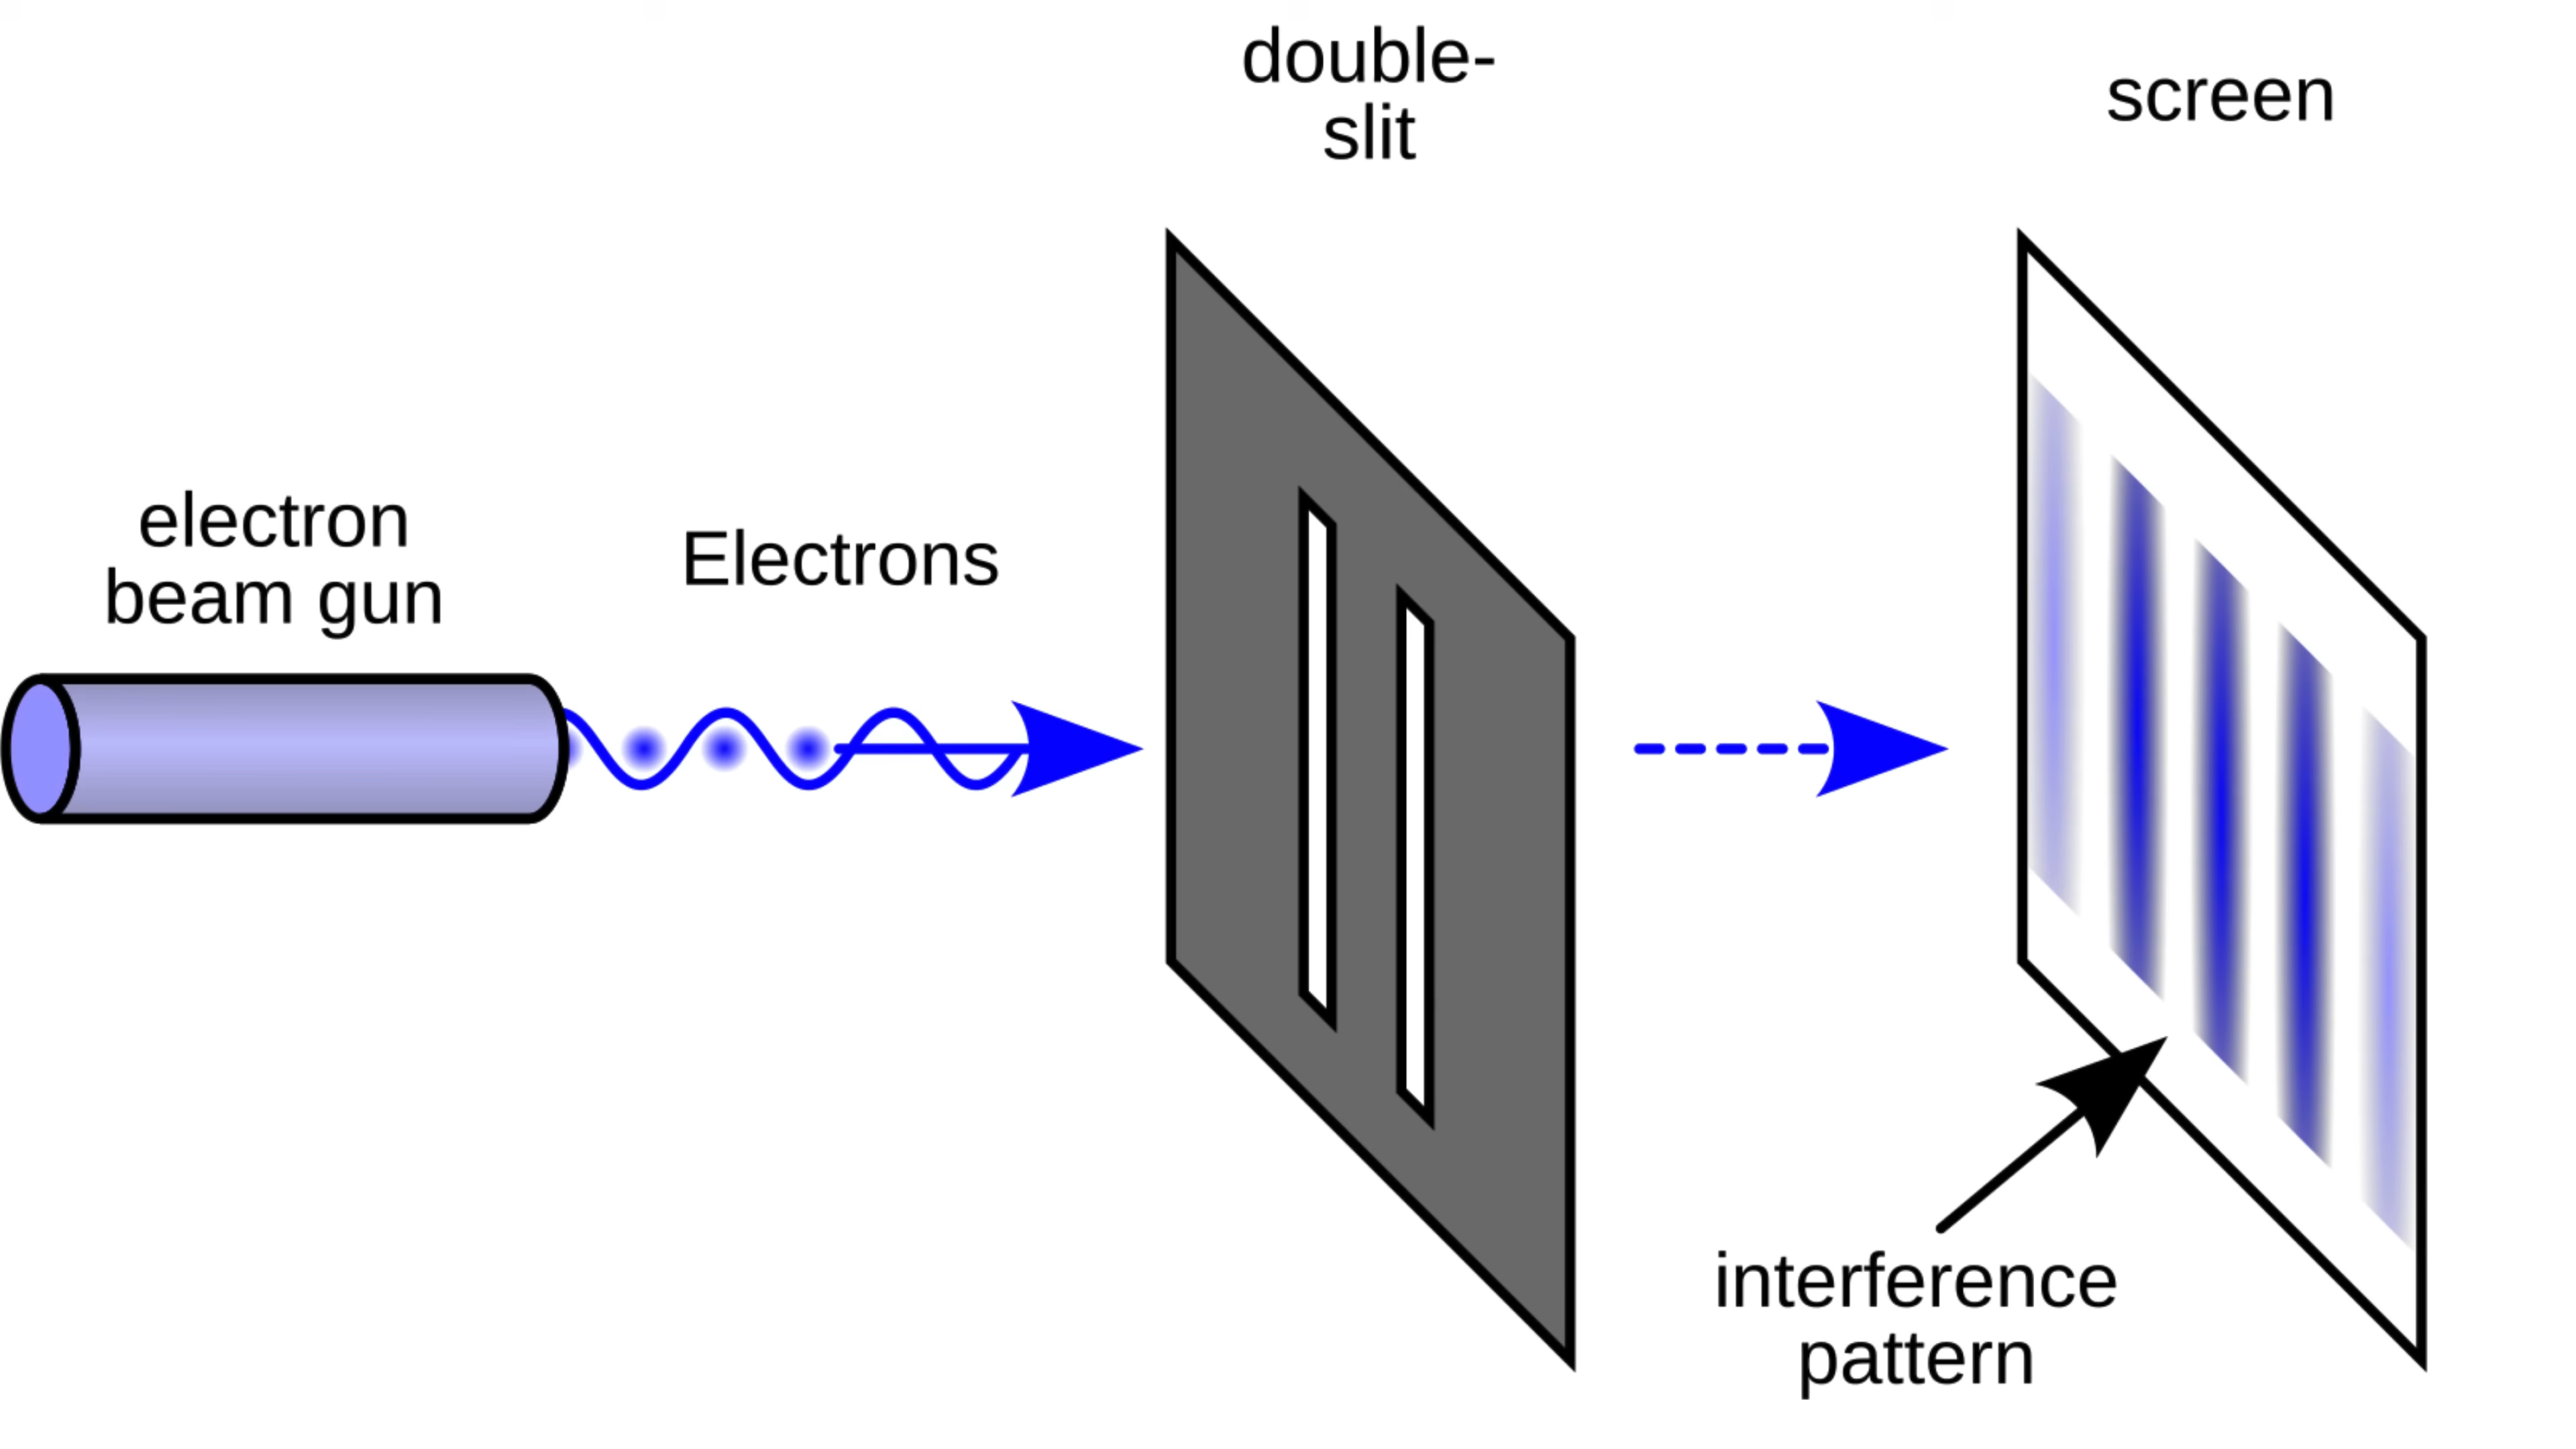 double-
slit
screen
electron
beam gun
Electrons
interference
pattern